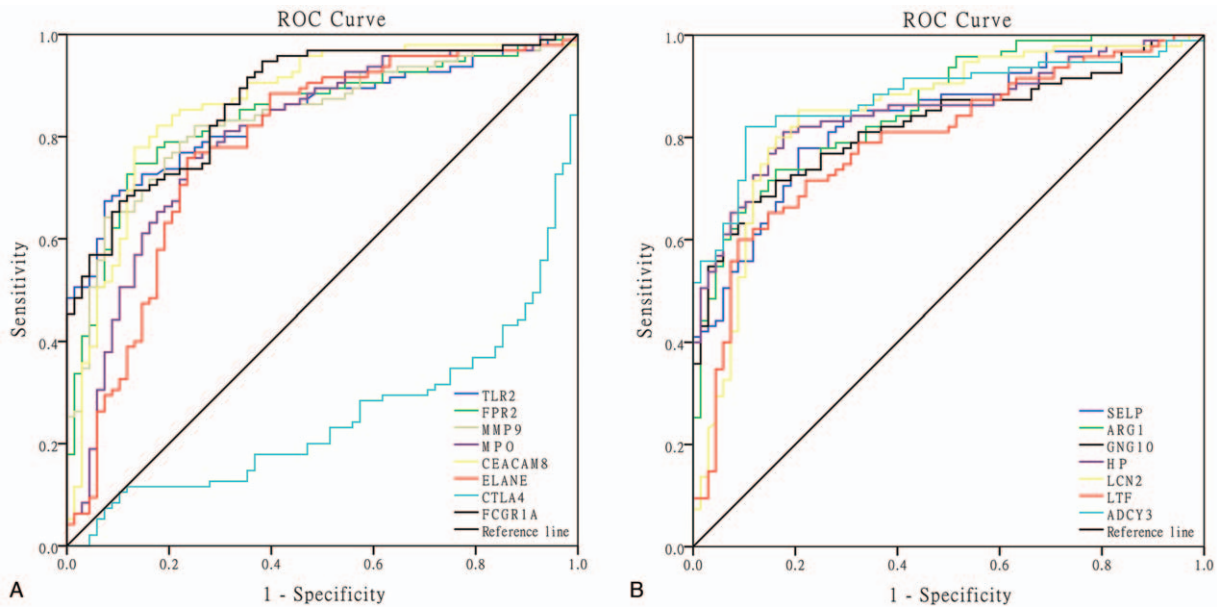 ROC Curve
1.0
0.8
0.6
0.4
0.2
0.0
Sensitivity
TLR2
FPR2
MMP9
MPO
CEACAM8
ELANE
CTLA4
FCGR1A
Reference line
0.0 0.2 0.4 0.6 0.8 1.0
1 - Specificity
A
ROC Curve
1.0
0.8
0.6
0.4
0.2
0.0
Sensitivity
SELP
ARG1
GNG10
HP
LCN2
LTF
ADCY3
Reference line
0.0 0.2 0.4 0.6 0.8 1.0
1 - Specificity
B